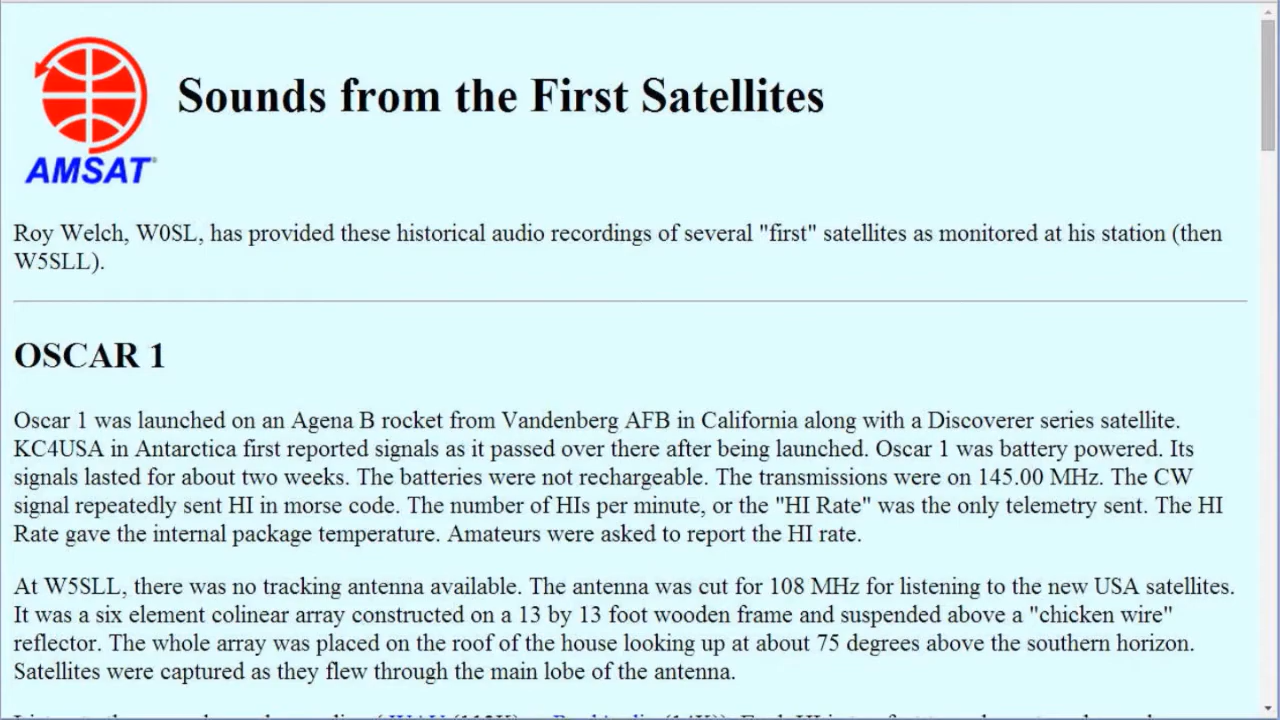 Sounds from the First Satellites
AMSAT®
Roy Welch, W0SL, has provided these historical audio recordings of several "first" satellites as monitored at his station (then
W5SLL).
OSCAR 1
Oscar 1 was launched on an Agena B rocket from Vandenberg AFB in California along with a Discoverer series satellite.
KC4USA in Antarctica first reported signals as it passed over there after being launched. Oscar 1 was battery powered. Its
signals lasted for about two weeks. The batteries were not rechargeable. The transmissions were on 145.00 MHz. The CW
signal repeatedly sent HI in morse code. The number of HIs per minute, or the "HI Rate" was the only telemetry sent. The HI
Rate gave the internal package temperature. Amateurs were asked to report the HI rate.
At W5SLL, there was no tracking antenna available. The antenna was cut for 108 MHz for listening to the new USA satellites.
It was a six element colinear array constructed on a 13 by 13 foot wooden frame and suspended above a "chicken wire"
reflector. The whole array was placed on the roof of the house looking up at about 75 degrees above the southern horizon.
Satellites were captured as they flew through the main lobe of the antenna.